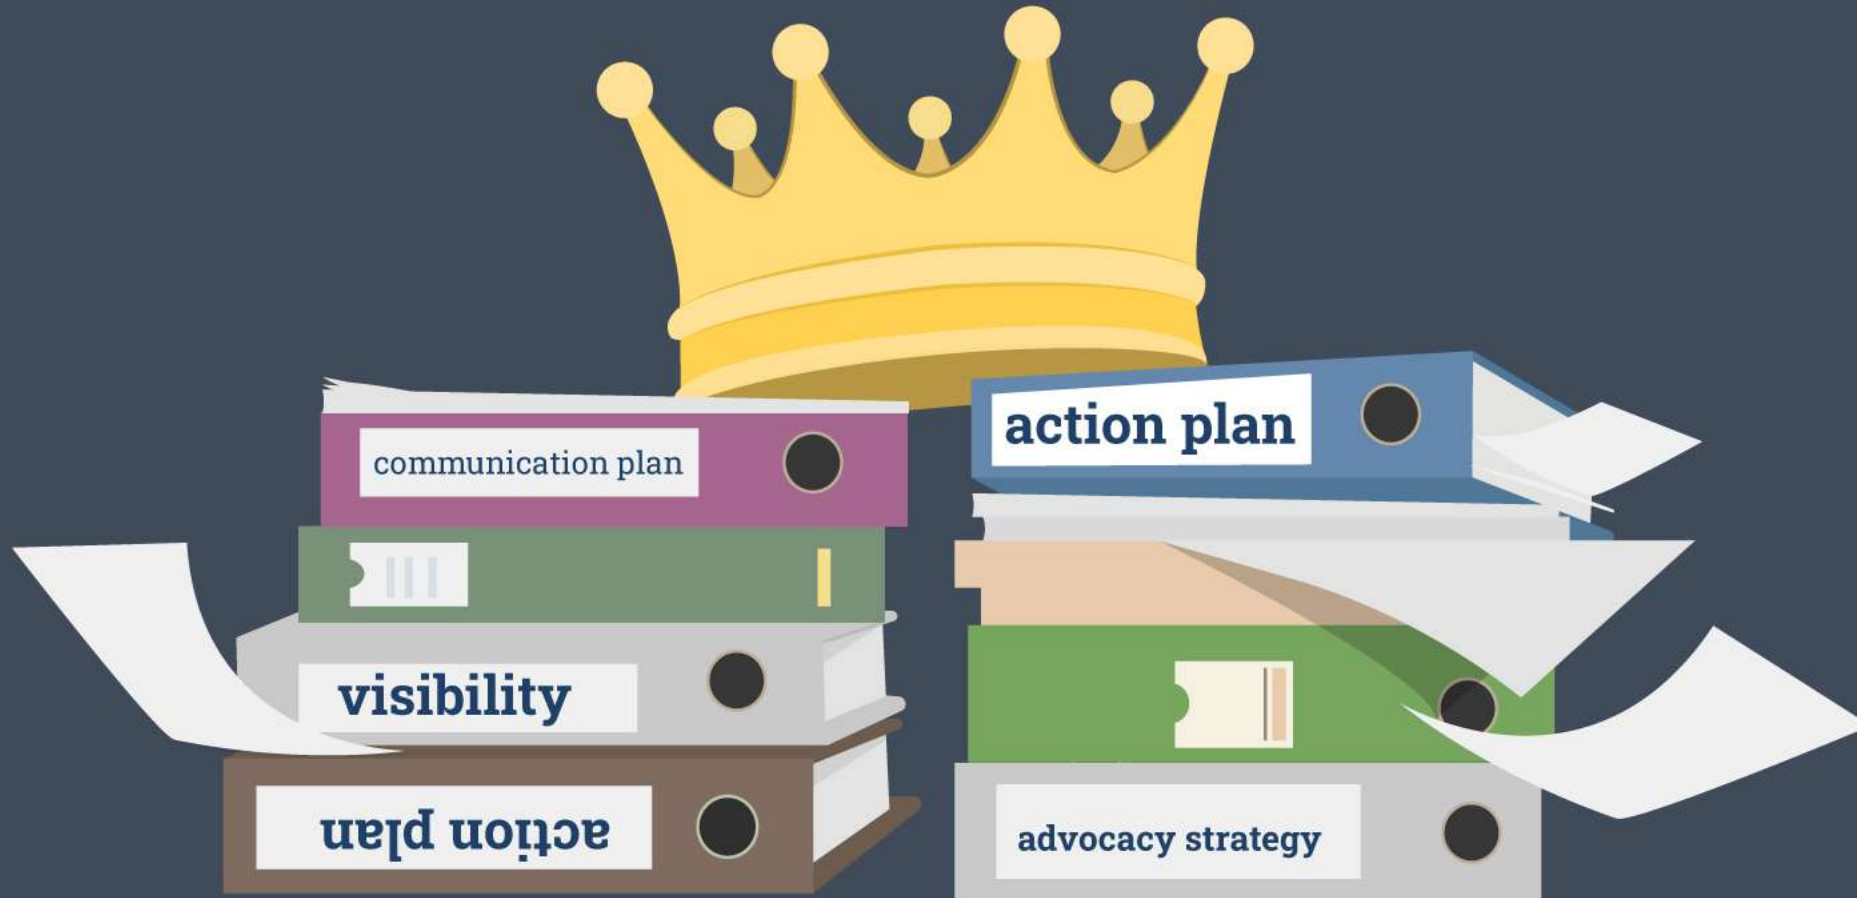 communication plan
visibility
action plan
action plan
advocacy strategy